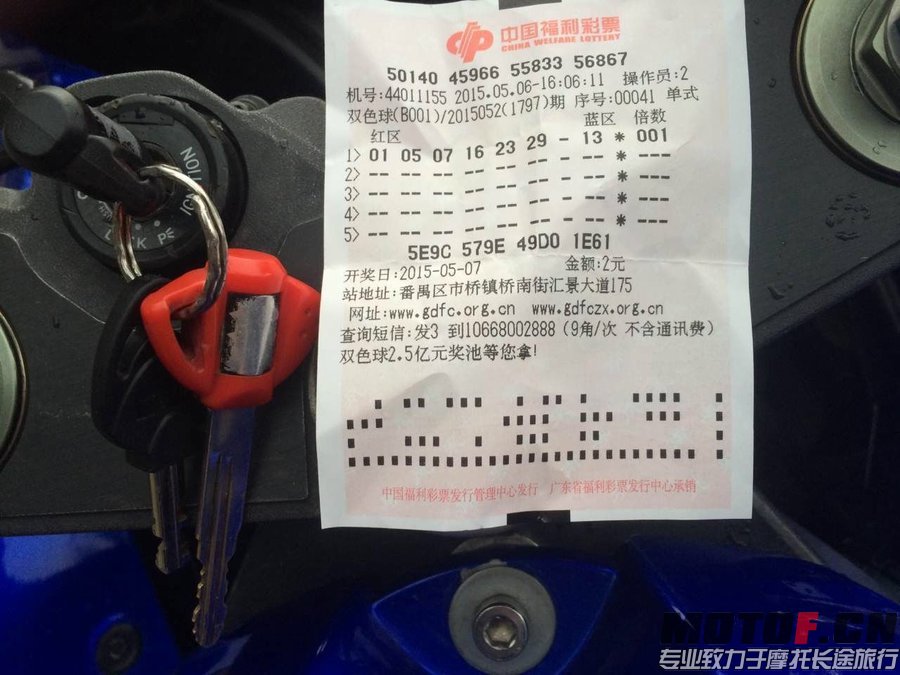 中国福利彩票
CHINA WELFARE LOTTERY
50140 45966 55833 56867
机号:44011155 2015.05.06-16:06:11 操作员:2
双色球(B001)/2015052(1797)期 序号:00041 单式
红区 蓝区 倍数
1> 01 05 07 16 23 29 - 13 * 001
2> -- -- -- -- -- -- - -- * ---
3> -- -- -- -- -- -- - -- * ---
4> -- -- -- -- -- -- - -- * ---
5> -- -- -- -- -- -- - -- * ---
5E9C 579E 49D0 1E61
开奖日:2015-05-07 金额:2元
站地址:番禺区市桥镇桥南街汇景大道175
网址:www.gdfc.org.cn www.gdfczx.org.cn
查询短信:发3 到10668002888(9角/次 不含通讯费)
双色球2.5亿元奖池等您拿!
中国福利彩票发行管理中心发行 广东省福利彩票发行中心承销
LOCK
MOTOF.CN
专业致力于摩托长途旅行